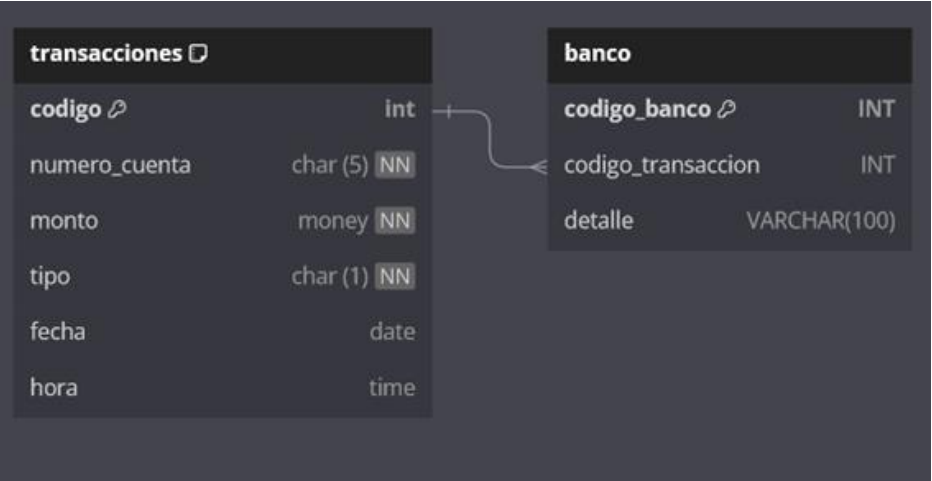 transacciones
codigo int
numero_cuenta char (5) NN
monto money NN
tipo char (1) NN
fecha date
hora time
banco
codigo_banco INT
codigo_transaccion INT
detalle VARCHAR(100)